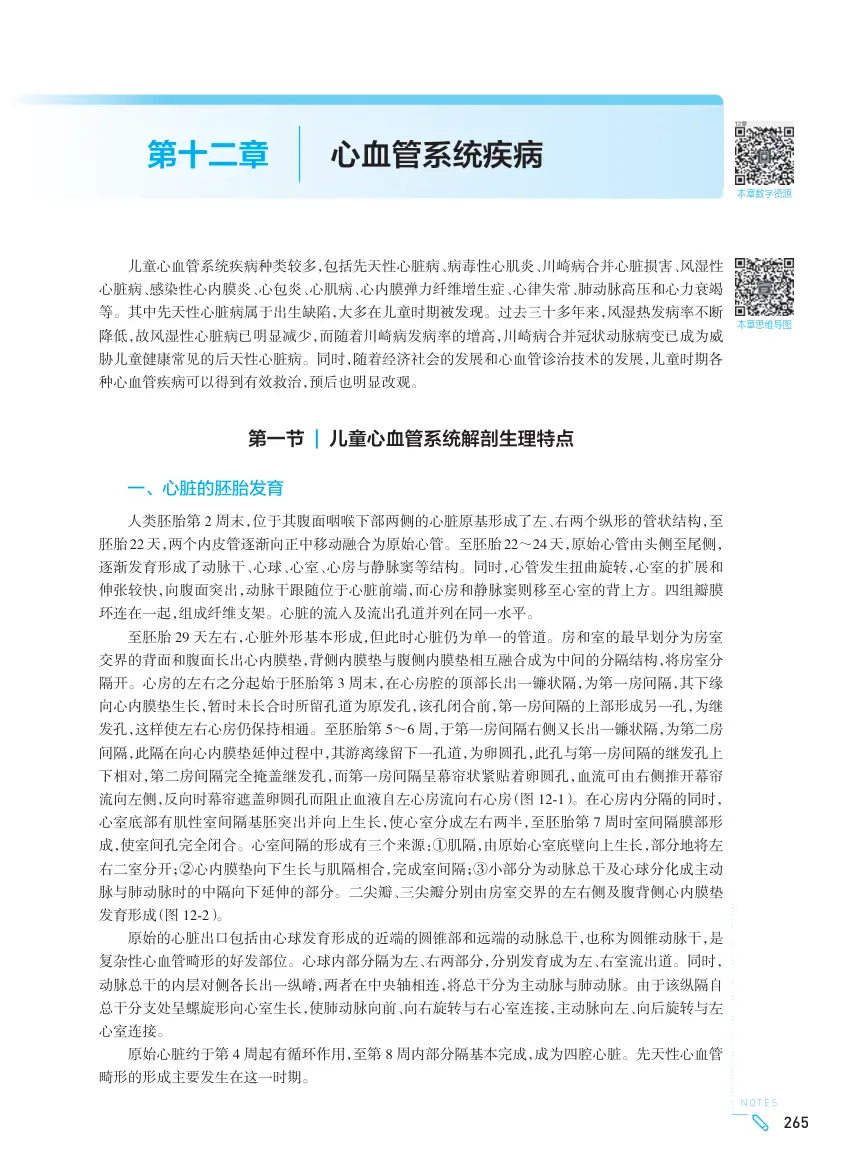 第十二章 心血管系统疾病
12章
本章数字资源
儿童心血管系统疾病种类较多,包括先天性心脏病、病毒性心肌炎、川崎病合并心脏损害、风湿性
心脏病、感染性心内膜炎、心包炎、心肌病、心内膜弹力纤维增生症、心律失常、肺动脉高压和心力衰竭
等。其中先天性心脏病属于出生缺陷,大多在儿童时期被发现。过去三十多年来,风湿热发病率不断
降低,故风湿性心脏病已明显减少,而随着川崎病发病率的增高,川崎病合并冠状动脉病变已成为威
胁儿童健康常见的后天性心脏病。同时,随着经济社会的发展和心血管诊治技术的发展,儿童时期各
种心血管疾病可以得到有效救治,预后也明显改观。
本章思维导图
第一节 | 儿童心血管系统解剖生理特点
一、心脏的胚胎发育
人类胚胎第 2 周末,位于其腹面咽喉下部两侧的心脏原基形成了左、右两个纵形的管状结构,至
胚胎 22 天,两个内皮管逐渐向正中移动融合为原始心管。至胚胎 22～24 天,原始心管由头侧至尾侧,
逐渐发育形成了动脉干、心球、心室、心房与静脉窦等结构。同时,心管发生扭曲旋转,心室的扩展和
伸张较快,向腹面突出,动脉干跟随位于心脏前端,而心房和静脉窦则移至心室的背上方。四组瓣膜
环连在一起,组成纤维支架。心脏的流入及流出孔道并列在同一水平。
至胚胎 29 天左右,心脏外形基本形成,但此时心脏仍为单一的管道。房和室的最早划分为房室
交界的背面和腹面长出心内膜垫,背侧内膜垫与腹侧内膜垫相互融合成为中间的分隔结构,将房室分
隔开。心房的左右之分起始于胚胎第 3 周末,在心房腔的顶部长出一镰状隔,为第一房间隔,其下缘
向心内膜垫生长,暂时未长合时所留孔道为原发孔,该孔闭合前,第一房间隔的上部形成另一孔,为继
发孔,这样使左右心房仍保持相通。至胚胎第 5～6 周,于第一房间隔右侧又长出一镰状隔,为第二房
间隔,此隔在向心内膜垫延伸过程中,其游离缘留下一孔道,为卵圆孔,此孔与第一房间隔的继发孔上
下相对,第二房间隔完全掩盖继发孔,而第一房间隔呈幕帘状紧贴着卵圆孔,血流可由右侧推开幕帘
流向左侧,反向时幕帘遮盖卵圆孔而阻止血液自左心房流向右心房(图 12-1)。在心房内分隔的同时,
心室底部有肌性室间隔基胚突出并向上生长,使心室分成左右两半,至胚胎第 7 周时室间隔膜部形
成,使室间孔完全闭合。心室间隔的形成有三个来源:①肌隔,由原始心室底壁向上生长,部分地将左
右二室分开;②心内膜垫向下生长与肌隔相合,完成室间隔;③小部分为动脉总干及心球分化成主动
脉与肺动脉时的中隔向下延伸的部分。二尖瓣、三尖瓣分别由房室交界的左右侧及腹背侧心内膜垫
发育形成(图 12-2)。
原始的心脏出口包括由心球发育形成的近端的圆锥部和远端的动脉总干,也称为圆锥动脉干,是
复杂性心血管畸形的好发部位。心球内部分隔为左、右两部分,分别发育成为左、右室流出道。同时,
动脉总干的内层对侧各长出一纵嵴,两者在中央轴相连,将总干分为主动脉与肺动脉。由于该纵隔自
总干分支处呈螺旋形向心室生长,使肺动脉向前、向右旋转与右心室连接,主动脉向左、向后旋转与左
心室连接。
原始心脏约于第 4 周起有循环作用,至第 8 周内部分隔基本完成,成为四腔心脏。先天性心血管
畸形的形成主要发生在这一时期。
NOTES
265